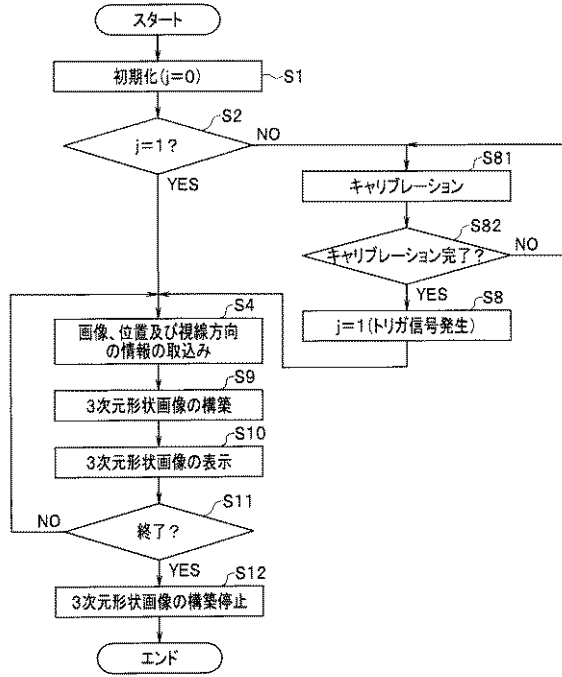 スタート
初期化(j=0)
S1
S2
j=1?
NO
YES
S81
キャリブレーション
S82
キャリブレーション完了?
NO
YES
S8
j=1(トリガ信号発生)
S4
画像、位置及び視線方向
の情報の取込み
S9
3次元形状画像の構築
S10
3次元形状画像の表示
S11
終了?
NO
YES
S12
3次元形状画像の構築停止
エンド